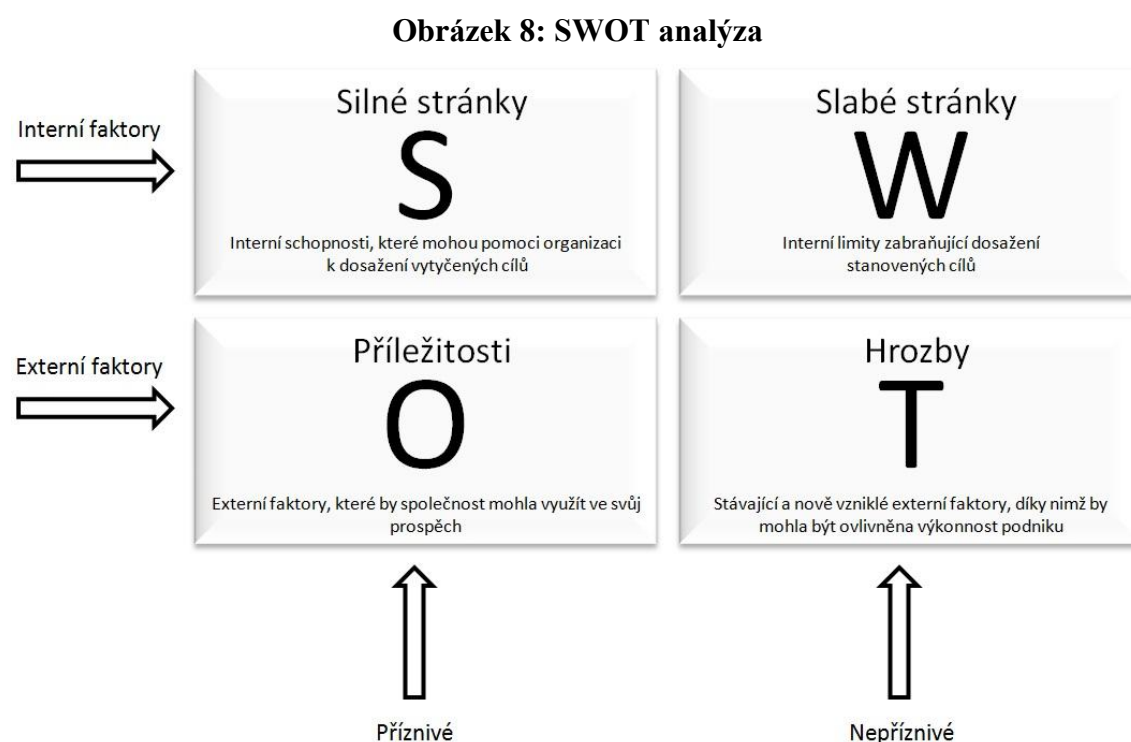 Obrázek 8: SWOT analýza
Interní faktory
Silné stránky
S
Interní schopnosti, které mohou pomoci organizaci
k dosažení vytyčených cílů
Slabé stránky
W
Interní limity zabraňující dosažení
stanovených cílů
Externí faktory
Příležitosti
O
Externí faktory, které by společnost mohla využít ve svůj
prospěch
Hrozby
T
Stávající a nově vzniklé externí faktory, díky nimž by
mohla být ovlivněna výkonnost podniku
Příznivé
Nepříznivé